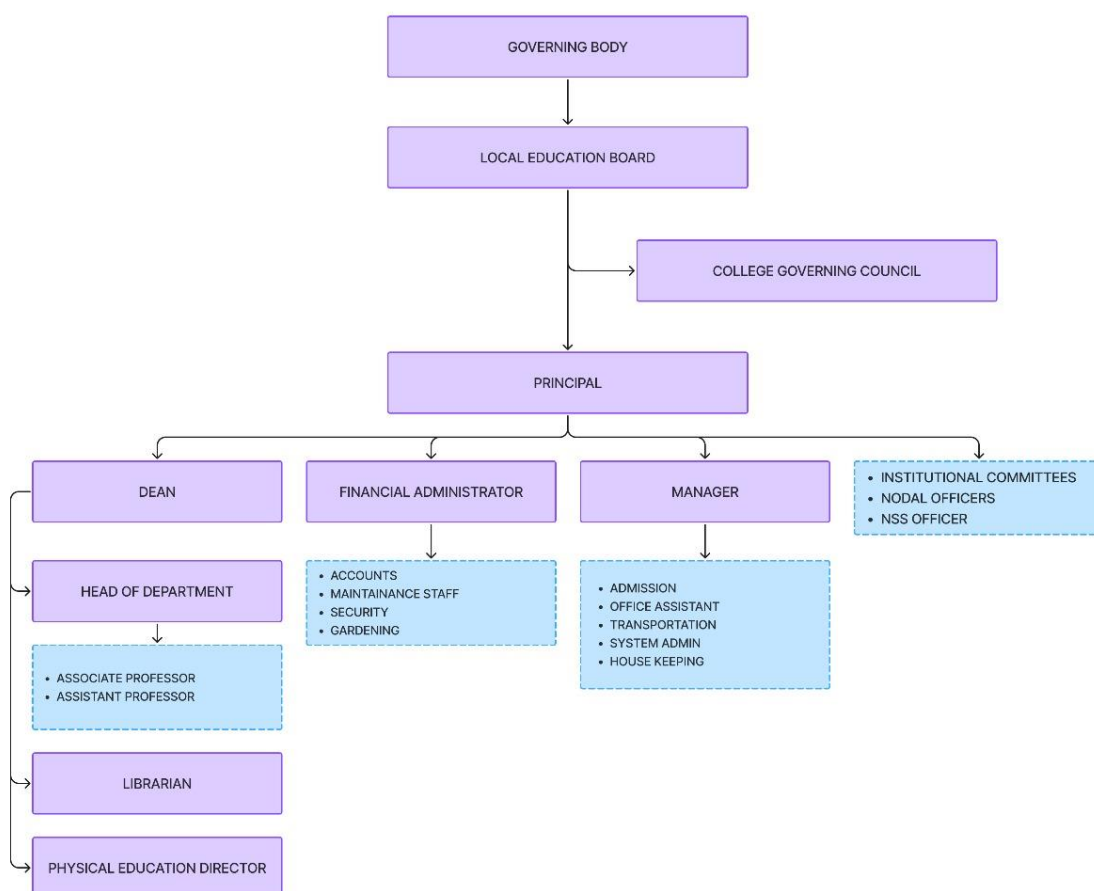 GOVERNING BODY
LOCAL EDUCATION BOARD
COLLEGE GOVERNING COUNCIL
PRINCIPAL
DEAN
FINANCIAL ADMINISTRATOR
MANAGER
• INSTITUTIONAL COMMITTEES
• NODAL OFFICERS
• NSS OFFICER
HEAD OF DEPARTMENT
• ASSOCIATE PROFESSOR
• ASSISTANT PROFESSOR
LIBRARIAN
PHYSICAL EDUCATION DIRECTOR
• ACCOUNTS
• MAINTAINANCE STAFF
• SECURITY
• GARDENING
• ADMISSION
• OFFICE ASSISTANT
• TRANSPORTATION
• SYSTEM ADMIN
• HOUSE KEEPING